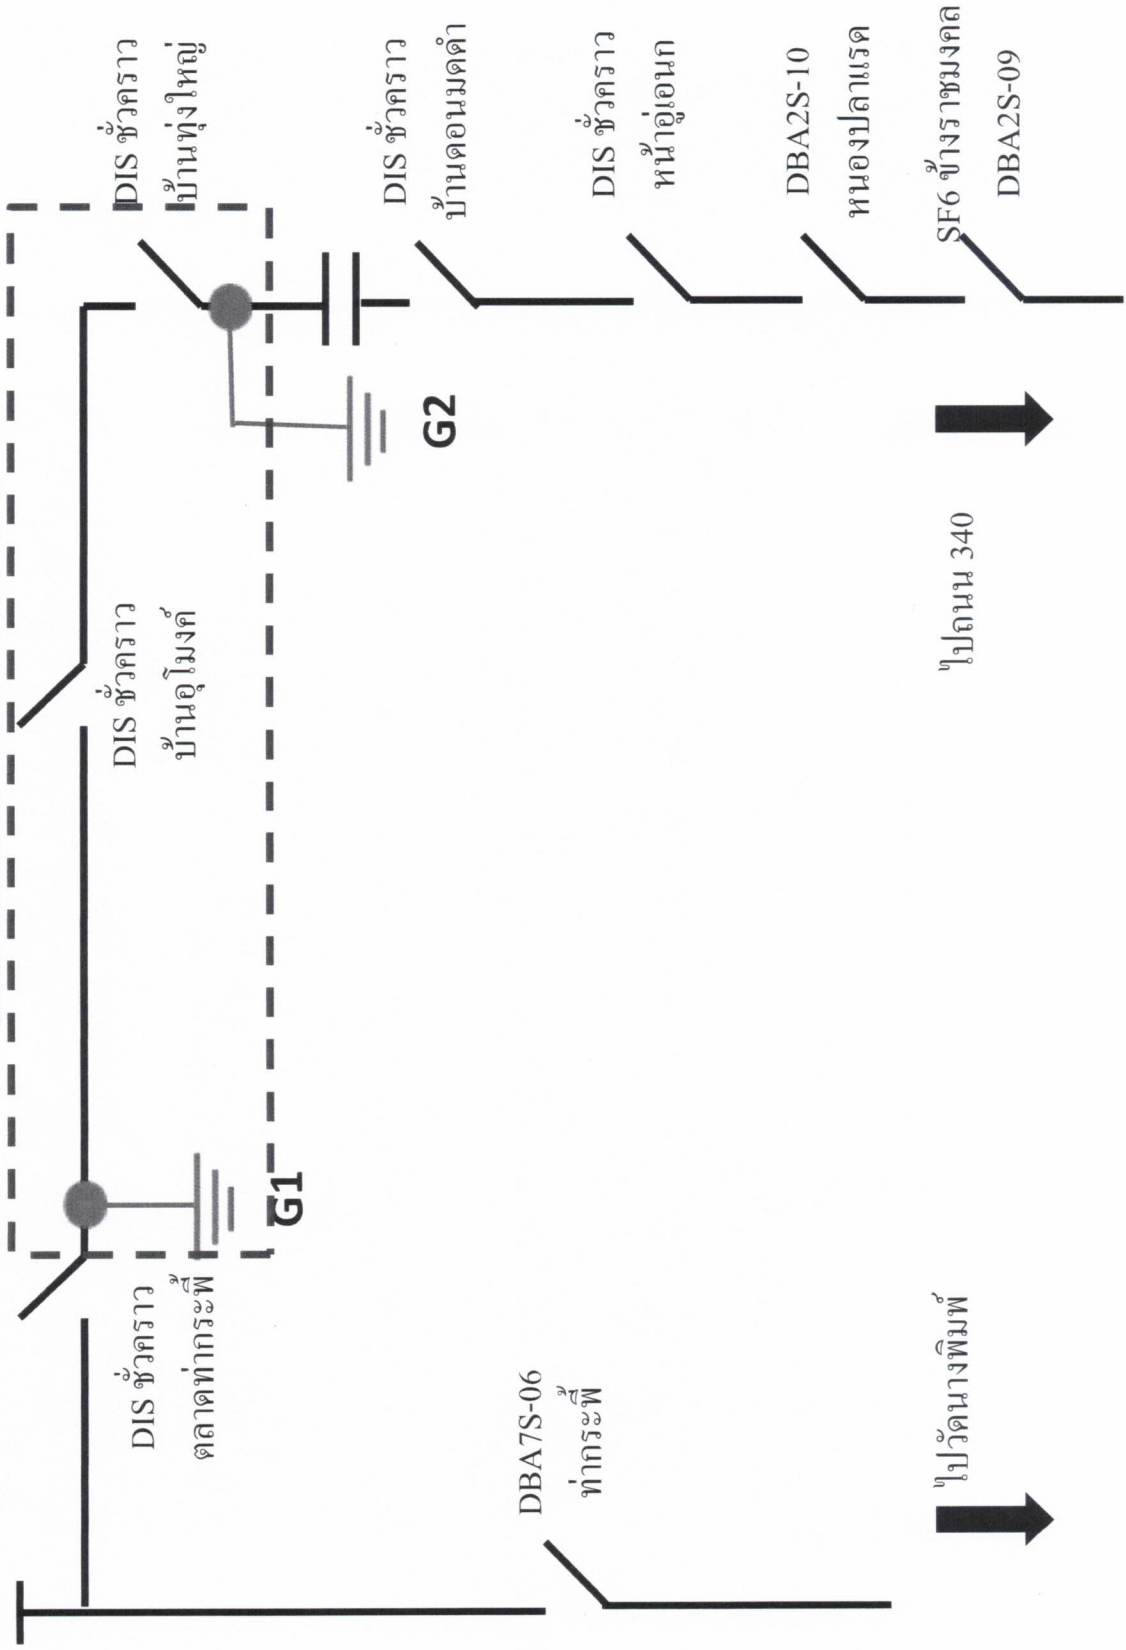 DIS ชั่วคราว
ตลาดท่ากระพี้
DIS ชั่วคราว
บ้านอุโมงค์
DIS ชั่วคราว
บ้านทุ่งใหญ่
G1
G2
DIS ชั่วคราว
บ้านดอนมดดำ
DBA7S-06
ท่ากระพี้
DIS ชั่วคราว
หน้าอู่เอนก
DBA2S-10
หนองปลาแรด
SF6 ข้างราชมงคล
DBA2S-09
ไปวัดนางพิมพ์
ไปถนน 340